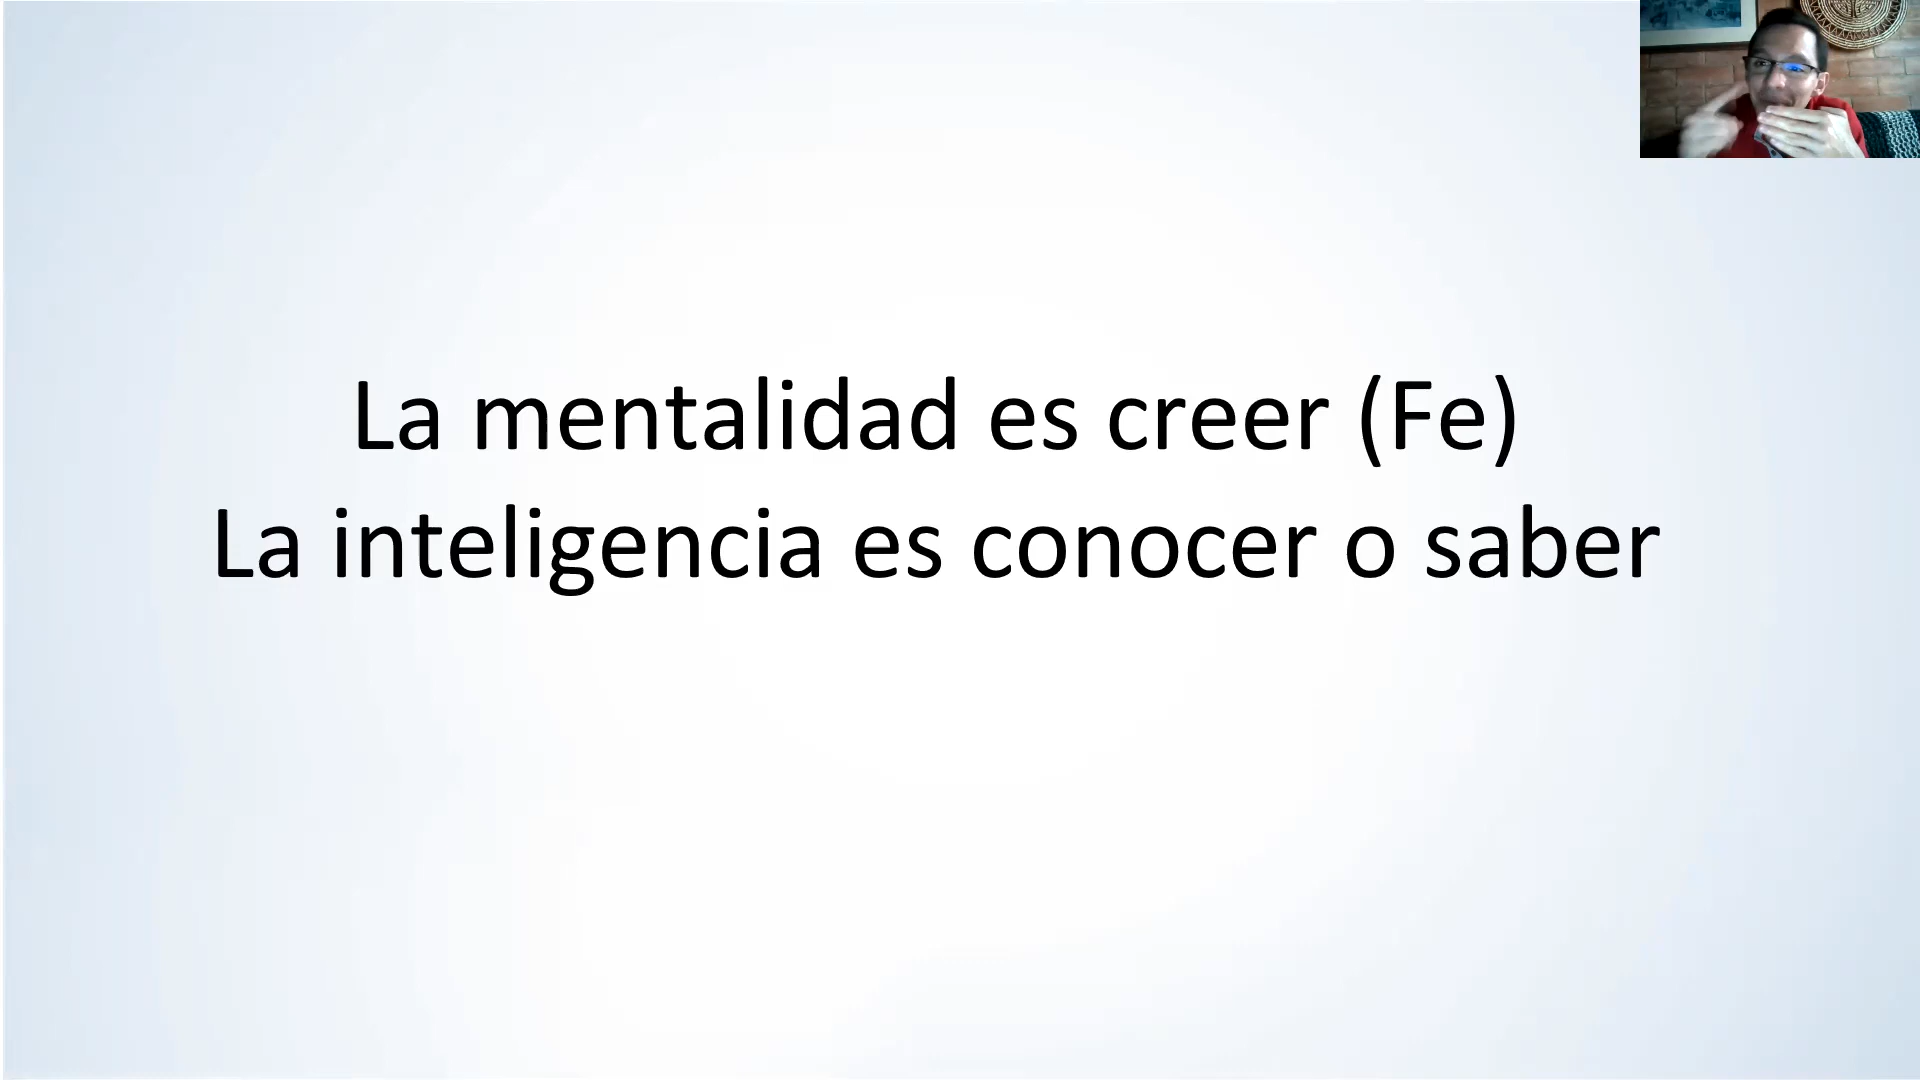 La mentalidad es creer (Fe)
La inteligencia es conocer o saber